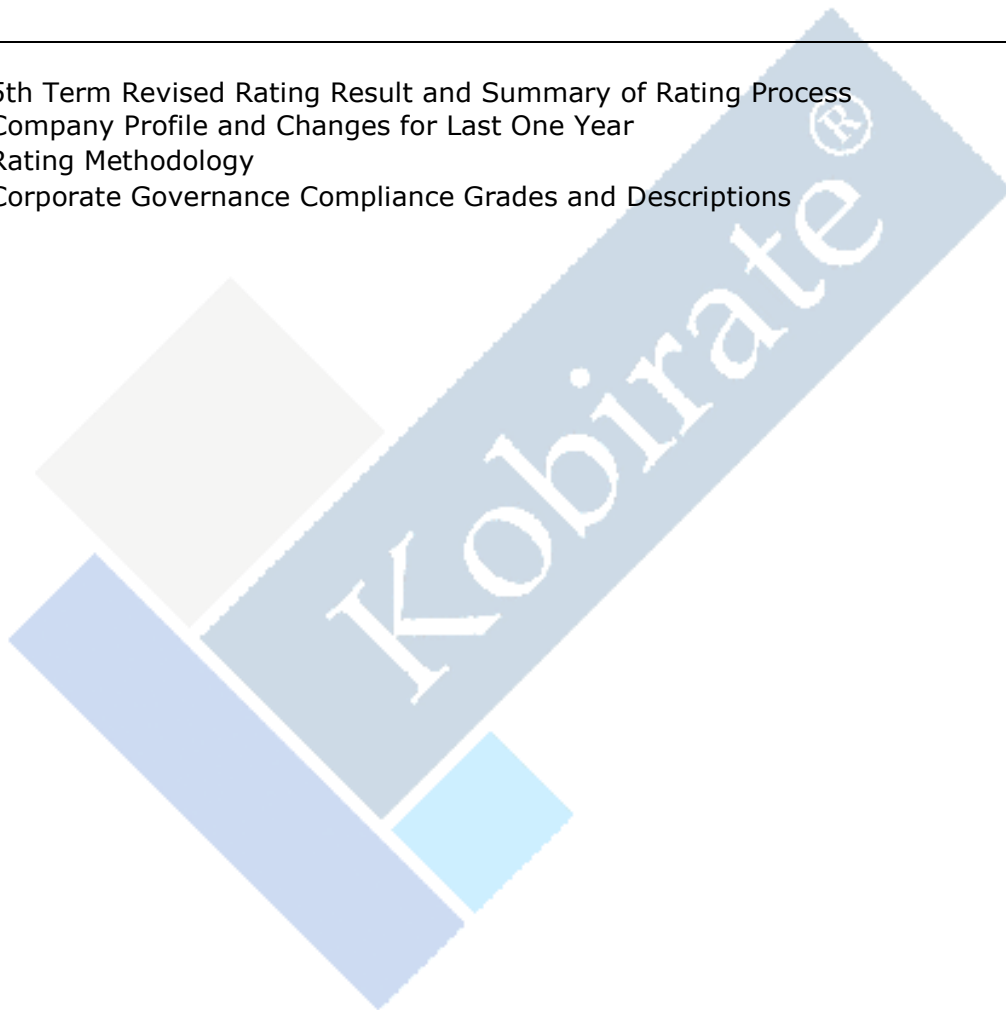 5th Term Revised Rating Result and Summary of Rating Process
Company Profile and Changes for Last One Year
Rating Methodology
Corporate Governance Compliance Grades and Descriptions
Kobirate®